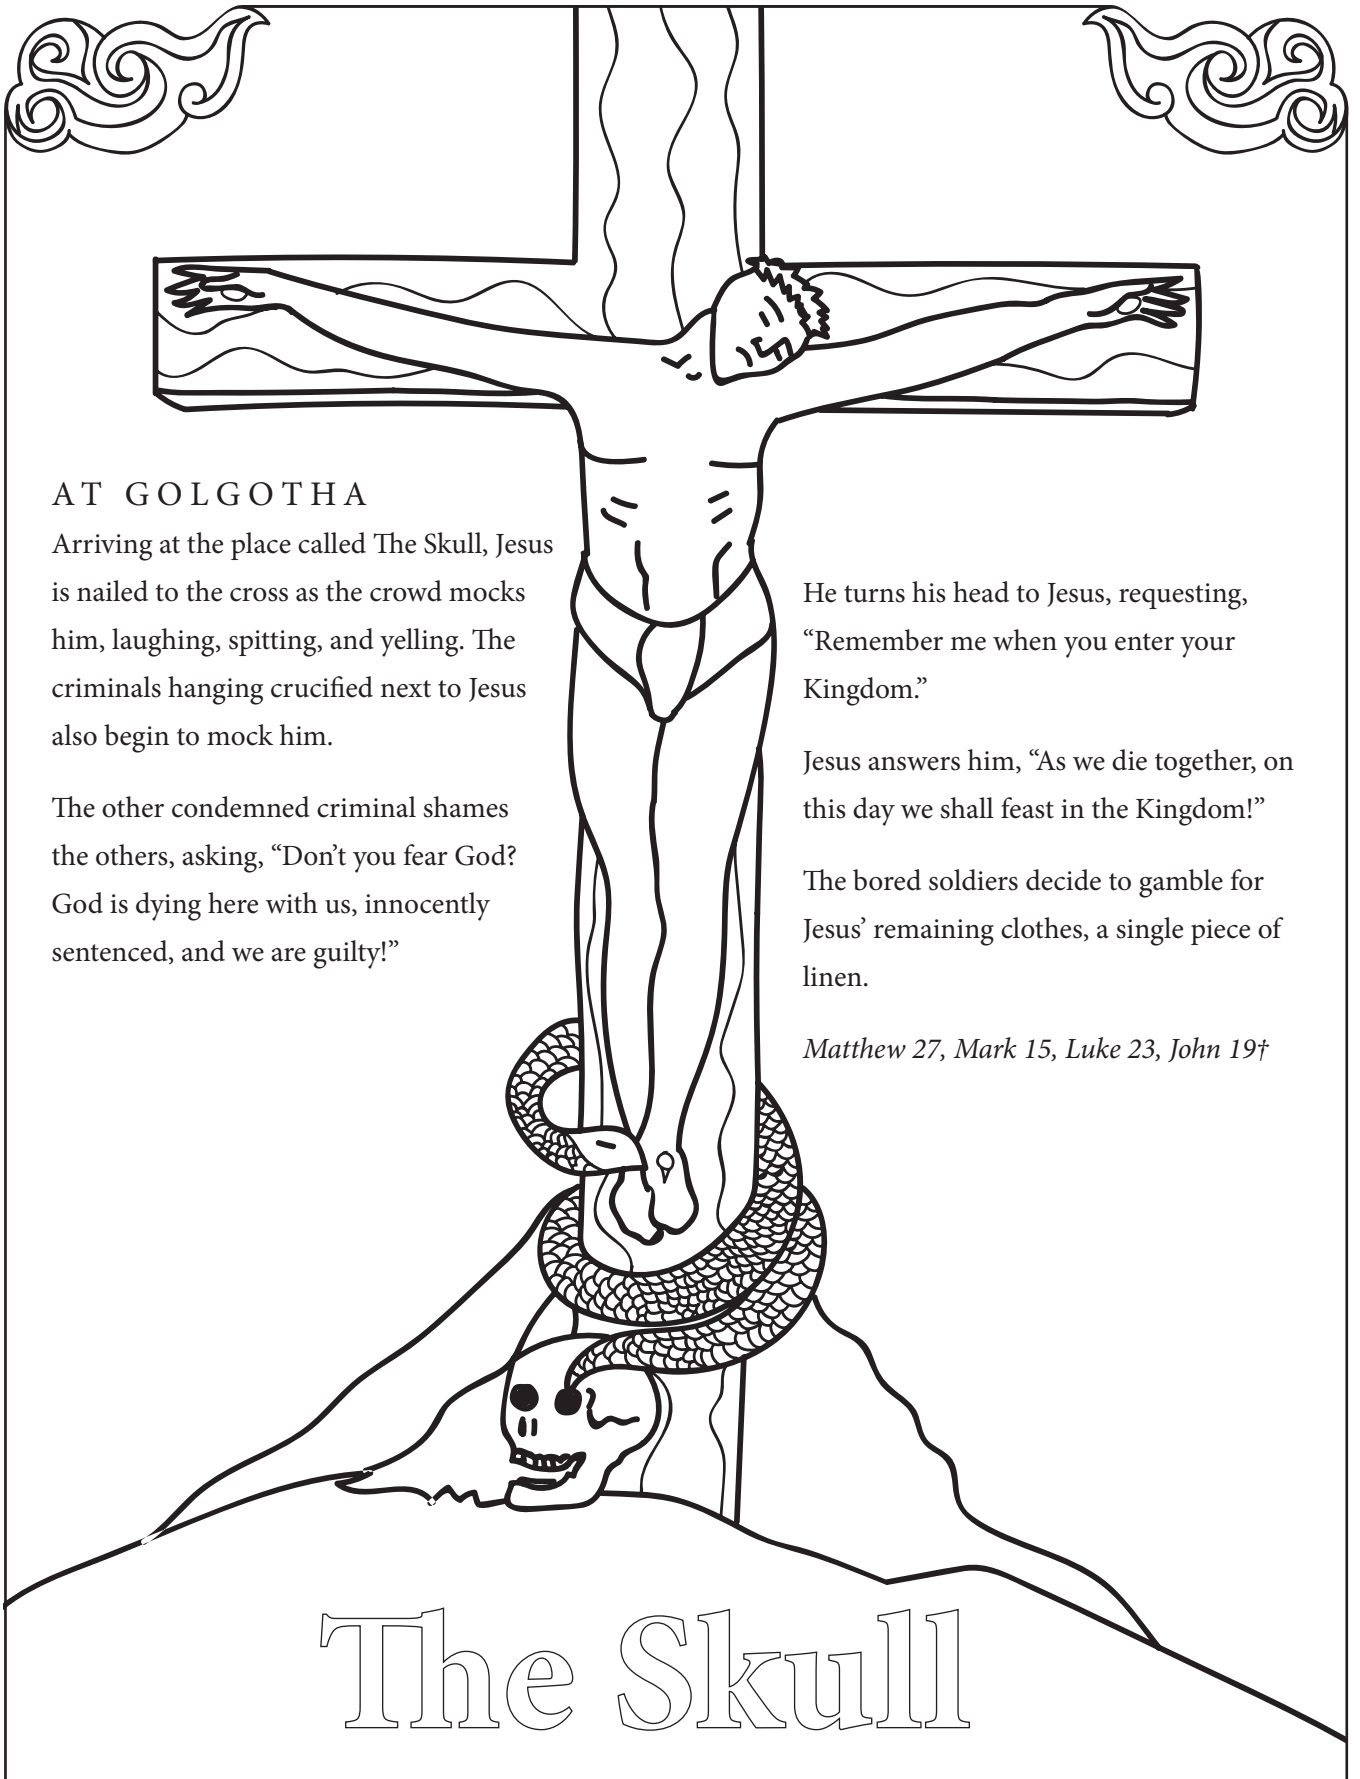 AT GOLGOTHA
Arriving at the place called The Skull, Jesus
is nailed to the cross as the crowd mocks
him, laughing, spitting, and yelling. The
criminals hanging crucified next to Jesus
also begin to mock him.
The other condemned criminal shames
the others, asking, “Don’t you fear God?
God is dying here with us, innocently
sentenced, and we are guilty!”
He turns his head to Jesus, requesting,
“Remember me when you enter your
Kingdom.”
Jesus answers him, “As we die together, on
this day we shall feast in the Kingdom!”
The bored soldiers decide to gamble for
Jesus’ remaining clothes, a single piece of
linen.
Matthew 27, Mark 15, Luke 23, John 19†
The Skull